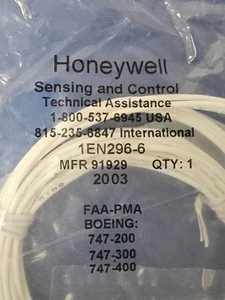 Honeywell
Sensing and Control
Technical Assistance
1-800-537-6945 USA
815-235-6847 International
1EN296-6
MFR 91929 QTY: 1
2003
FAA-PMA
BOEING:
747-200
747-300
747-400